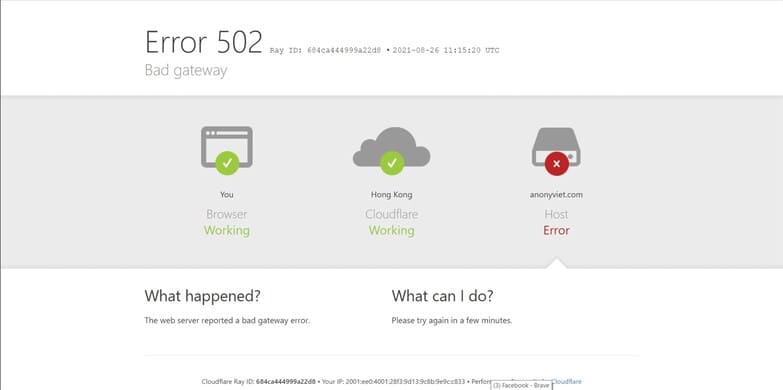 Error 502 Ray ID: 684ca444999a22d8 • 2021-08-26 11:15:20 UTC
Bad gateway
You
Browser
Working
Hong Kong
Cloudflare
Working
anonyviet.com
Host
Error
What happened?
The web server reported a bad gateway error.
What can I do?
Please try again in a few minutes.
Cloudflare Ray ID: 684ca444999a22d8 • Your IP: 2001:ee0:4001:28f3:9d13:9c8b:9e9c:c833 • Cloudflare
(3) Facebook - Brave